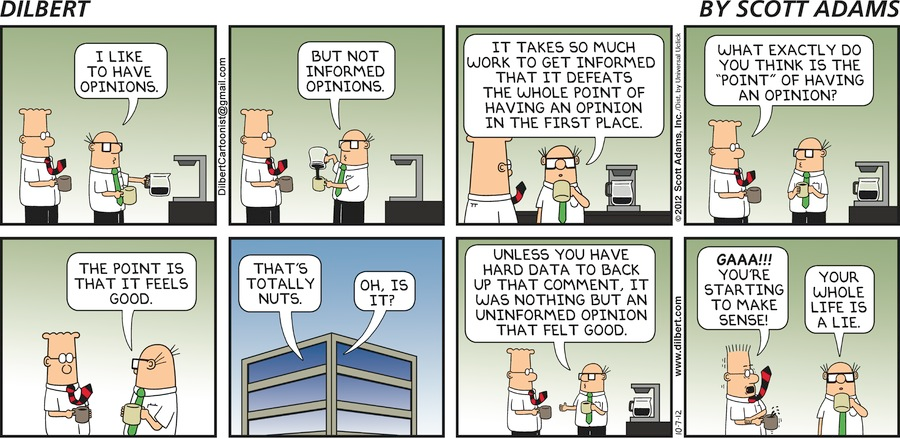 DILBERT
BY SCOTT ADAMS
I LIKE
TO HAVE
OPINIONS.
DilbertCartoonist@gmail.com
BUT NOT
INFORMED
OPINIONS.
IT TAKES SO MUCH
WORK TO GET INFORMED
THAT IT DEFEATS
THE WHOLE POINT OF
HAVING AN OPINION
IN THE FIRST PLACE.
©2012 Scott Adams, Inc./Dist. by Universal Uclick
WHAT EXACTLY DO
YOU THINK IS THE
"POINT" OF HAVING
AN OPINION?
THE POINT IS
THAT IT FEELS
GOOD.
THAT'S
TOTALLY
NUTS.
OH, IS
IT?
UNLESS YOU HAVE
HARD DATA TO BACK
UP THAT COMMENT, IT
WAS NOTHING BUT AN
UNINFORMED OPINION
THAT FELT GOOD.
10-7-12
www.dilbert.com
GAAA!!!
YOU'RE
STARTING
TO MAKE
SENSE!
YOUR
WHOLE
LIFE IS
A LIE.